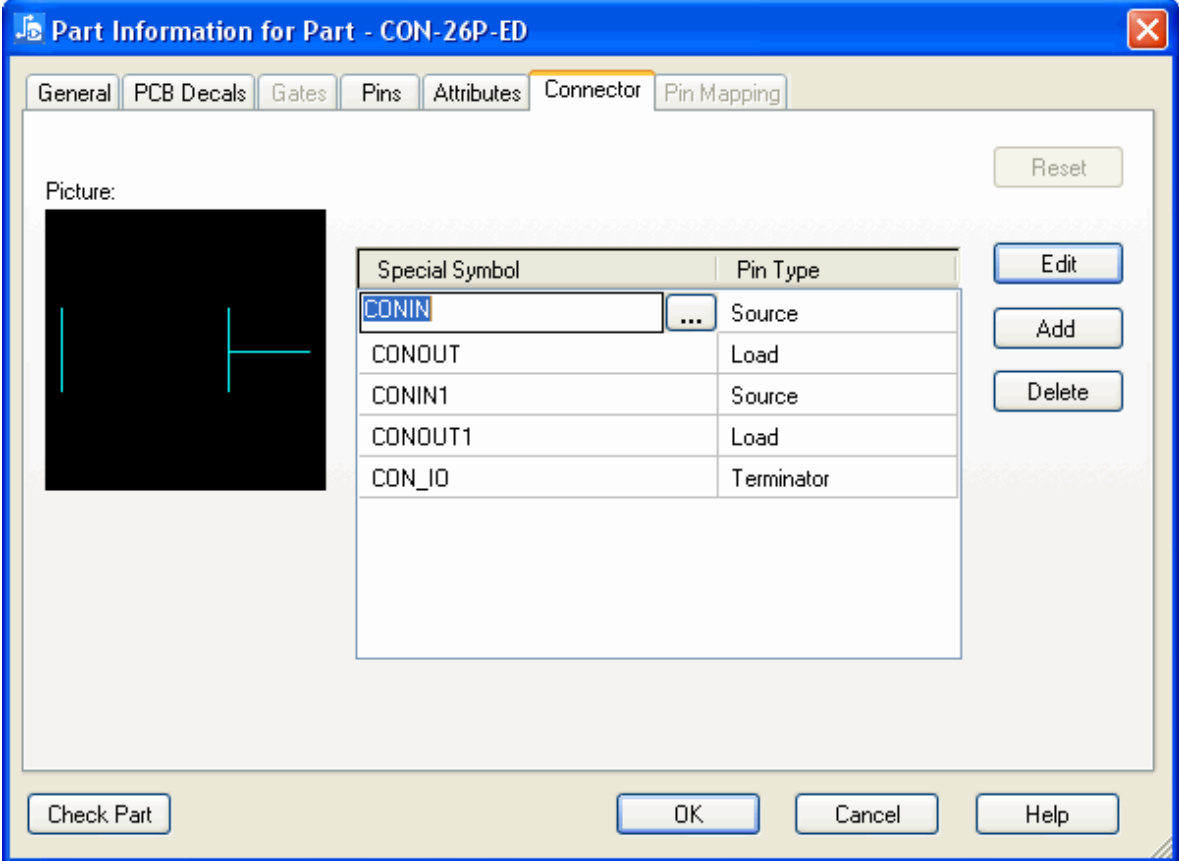 Part Information for Part - CON-26P-ED
General PCB Decals Gates Pins Attributes Connector Pin Mapping
Reset
Picture:
Special Symbol Pin Type
Edit
CONIN ... Source
Add
CONOUT Load
CONIN1 Source
Delete
CONOUT1 Load
CON_IO Terminator
Check Part OK Cancel Help